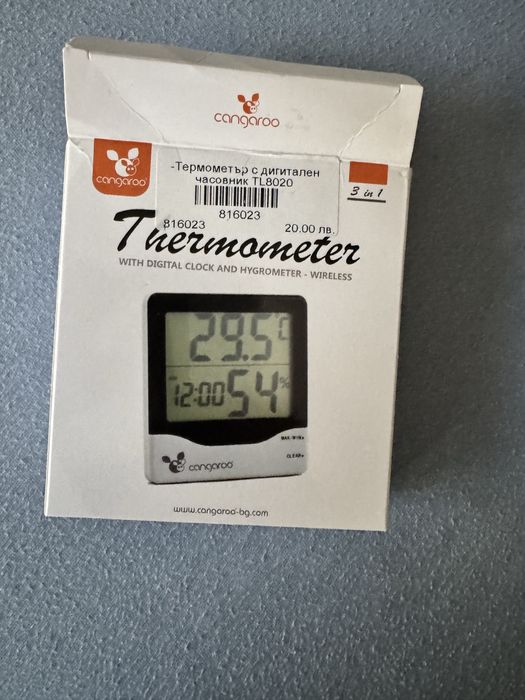 cangaroo
cangaroo
-Термометър с дигитален
часовник TL8020
816023
816023 20.00 лв.
3 in 1
Thermometer
WITH DIGITAL CLOCK AND HYGROMETER - WIRELESS
29.5°C
12:00 54%
MAX/MIN
CLEAR
cangaroo
www.cangaroo-bg.com